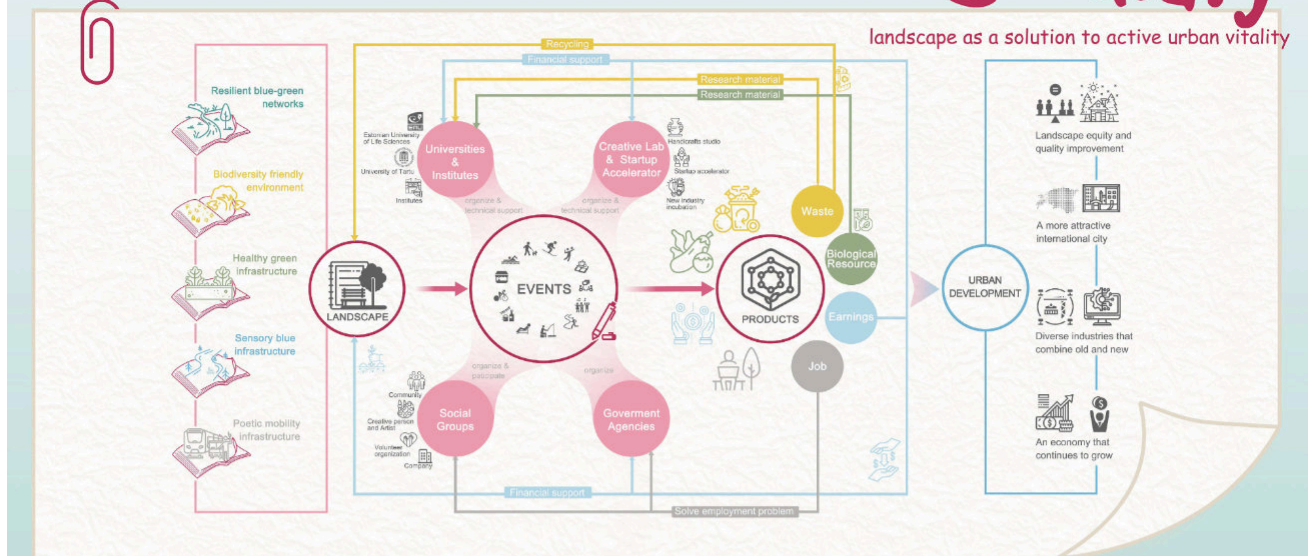 landscape as a solution to active urban vitality
Resilient blue-green
networks
Biodiversity friendly
environment
Healthy green
infrastructure
Sensory blue
infrastructure
Poetic mobility
infrastructure
LANDSCAPE
Recycling
Financial support
Research material
Research material
Estonian University
of Life Sciences
University of Tartu
Institutes
Universities
&
Institutes
Creative Lab
& Startup
Accelerator
Handicrafts studio
Startup accelerator
New industry
incubation
organize &
technical support
organize &
technical support
EVENTS
organize &
paticipate
organize
Community
Creative person
and Artist
Volunteer
organization
Company
Social
Groups
Goverment
Agencies
Financial support
Solve employment problem
PRODUCTS
Waste
Biological
Resource
Earnings
Job
URBAN
DEVELOPMENT
Landscape equity and
quality improvement
A more attractive
international city
Diverse industries that
combine old and new
An economy that
continues to grow